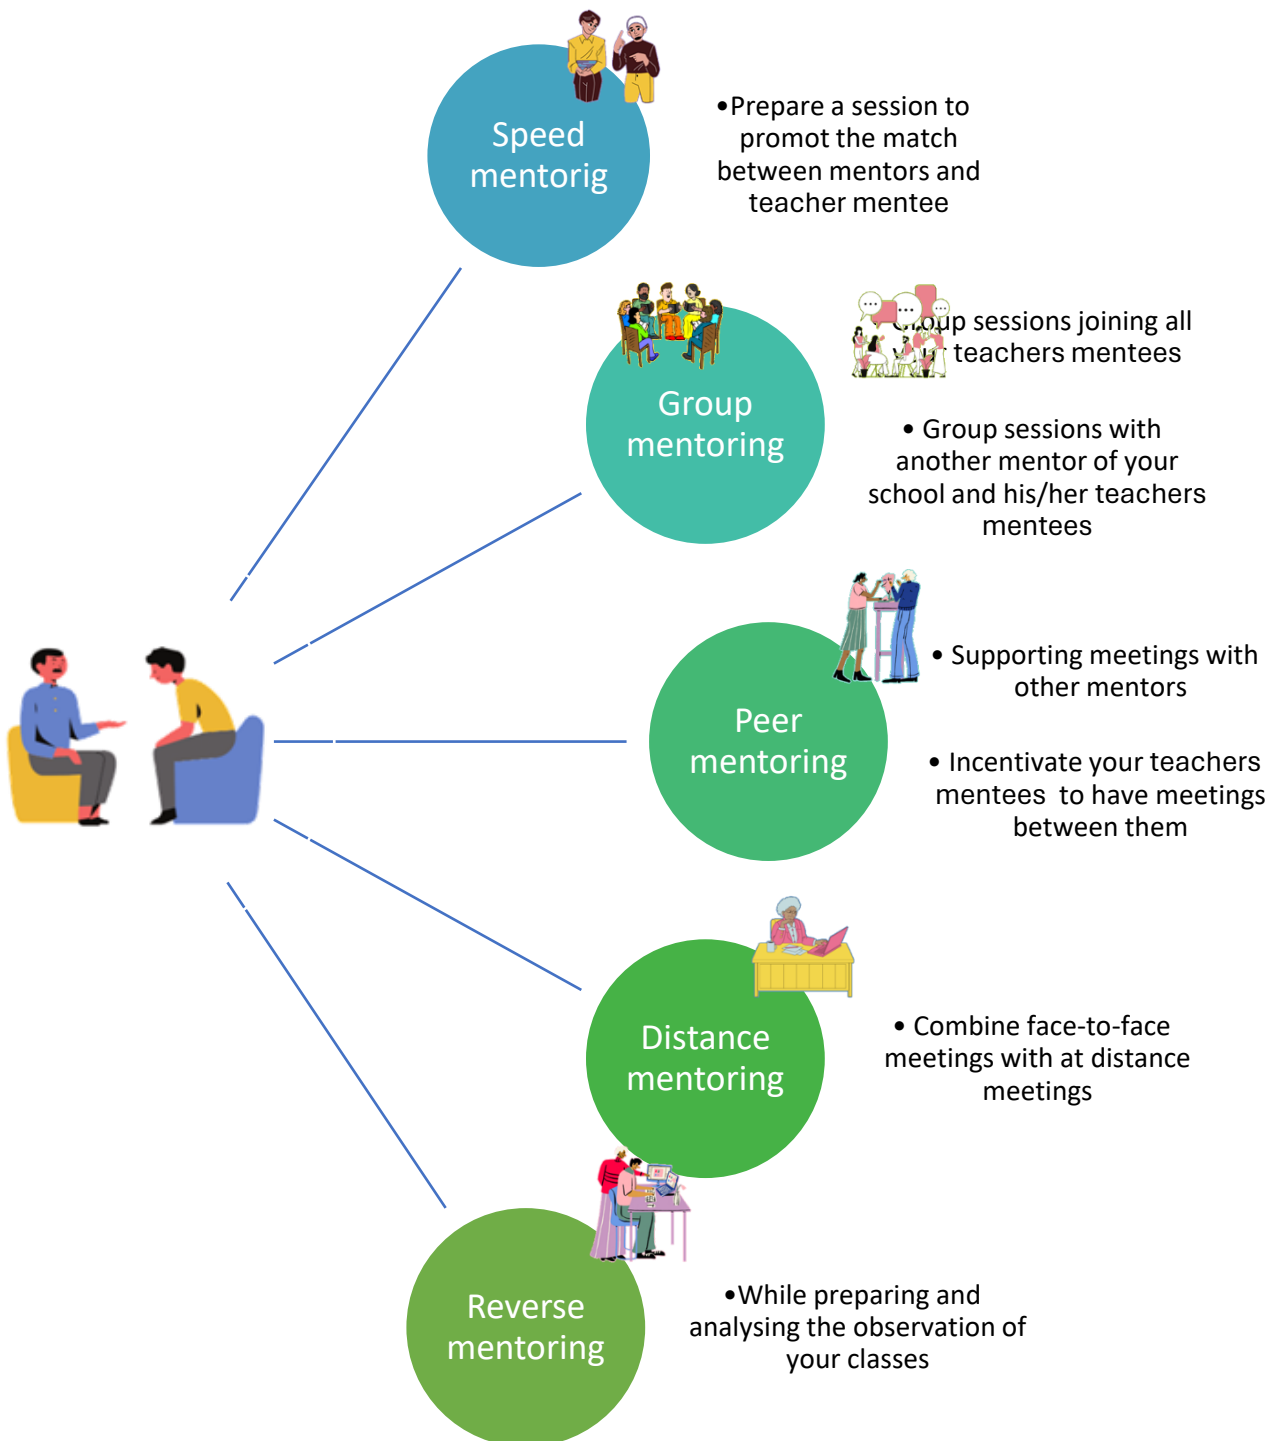 Speed
mentorig
•Prepare a session to
promot the match
between mentors and
teacher mentee
Group
mentoring
sessions joining all
teachers mentees
• Group sessions with
another mentor of your
school and his/her teachers
mentees
Peer
mentoring
• Supporting meetings with
other mentors
• Incentivate your teachers
mentees to have meetings
between them
Distance
mentoring
• Combine face-to-face
meetings with at distance
meetings
Reverse
mentoring
•While preparing and
analysing the observation of
your classes